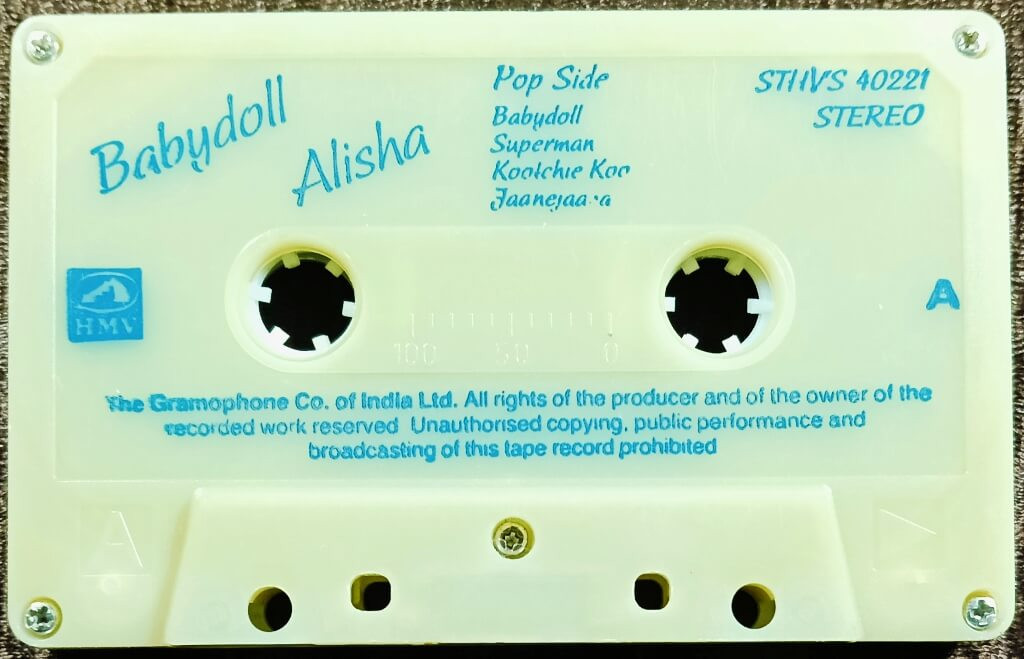 Babydoll
Alisha
Pop Side
Babydoll
Superman
Kootchie Koo
Jaanejaana
STHVS 40221
STEREO
HMV
A
100 50 0
The Gramophone Co. of India Ltd. All rights of the producer and of the owner of the
recorded work reserved Unauthorised copying, public performance and
broadcasting of this tape record prohibited
A